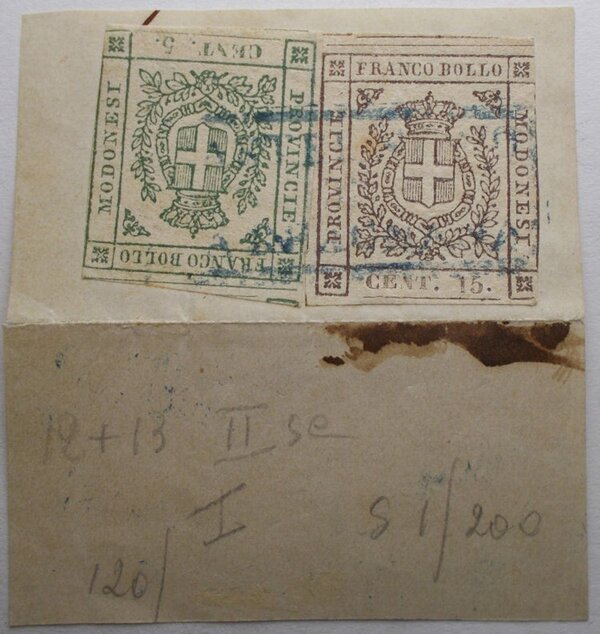 CENT. 5.
MODONESI
PROVINCIE
FRANCO BOLLO
FRANCO BOLLO
PROVINCIE
MODONESI
CENT. 15.
12 + 13 II se
I
S 1/200
120/